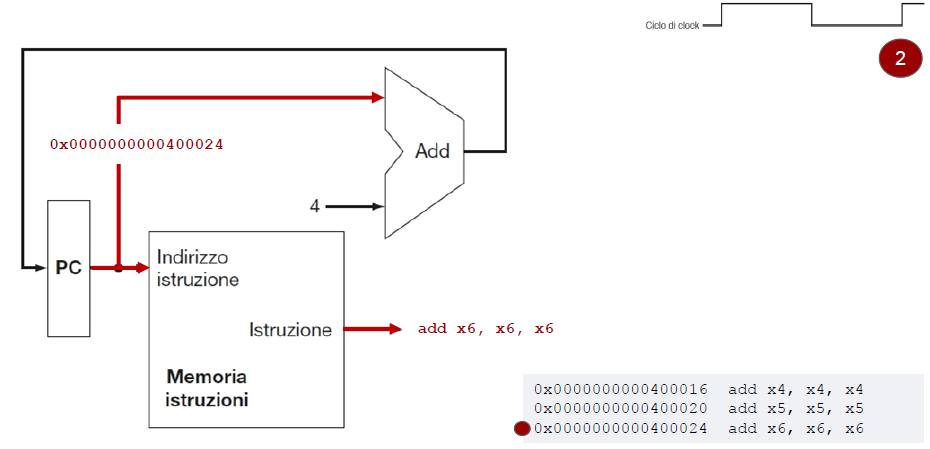 Ciclo di clock
2
0x0000000000400024
Add
4
PC
Indirizzo
istruzione
Istruzione
add x6, x6, x6
Memoria
istruzioni
0x0000000000400016 add x4, x4, x4
0x0000000000400020 add x5, x5, x5
0x0000000000400024 add x6, x6, x6